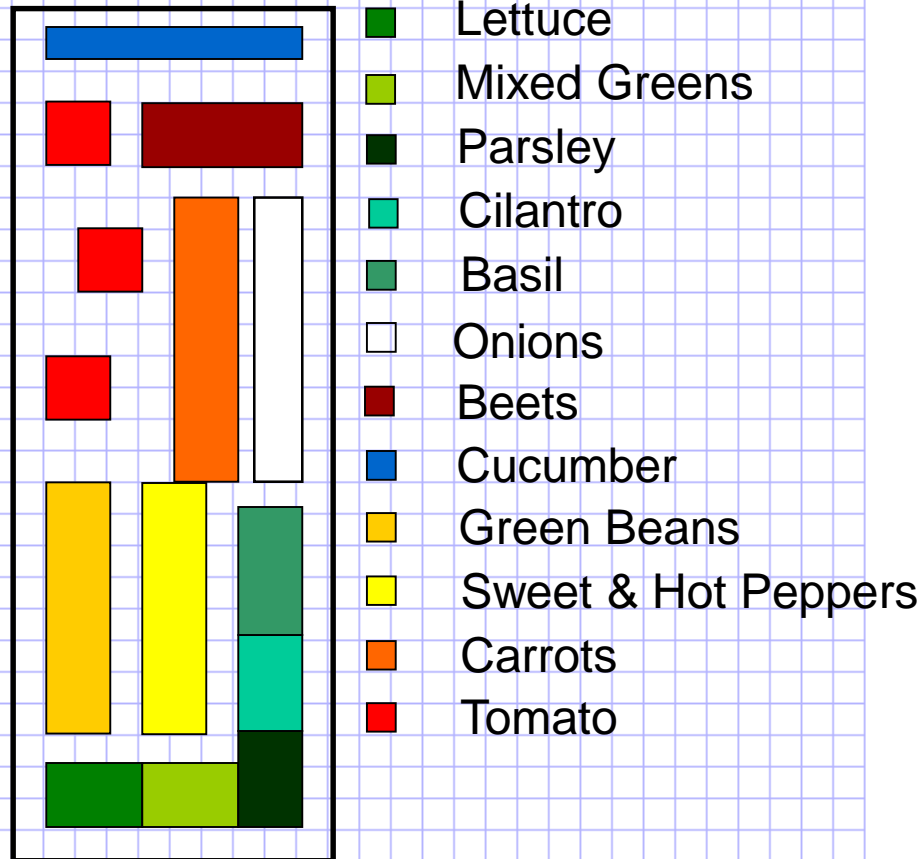 Lettuce
Mixed Greens
Parsley
Cilantro
Basil
Onions
Beets
Cucumber
Green Beans
Sweet & Hot Peppers
Carrots
Tomato